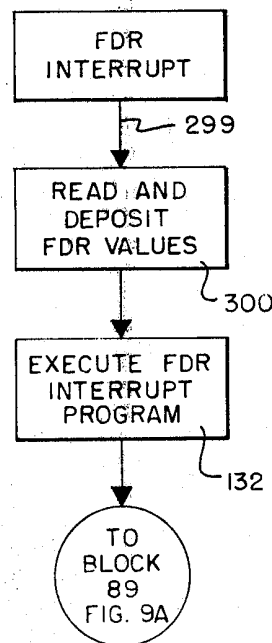 FDR
INTERRUPT
299
READ AND
DEPOSIT
FDR VALUES
300
EXECUTE FDR
INTERRUPT
PROGRAM
132
TO
BLOCK
89
FIG. 9A